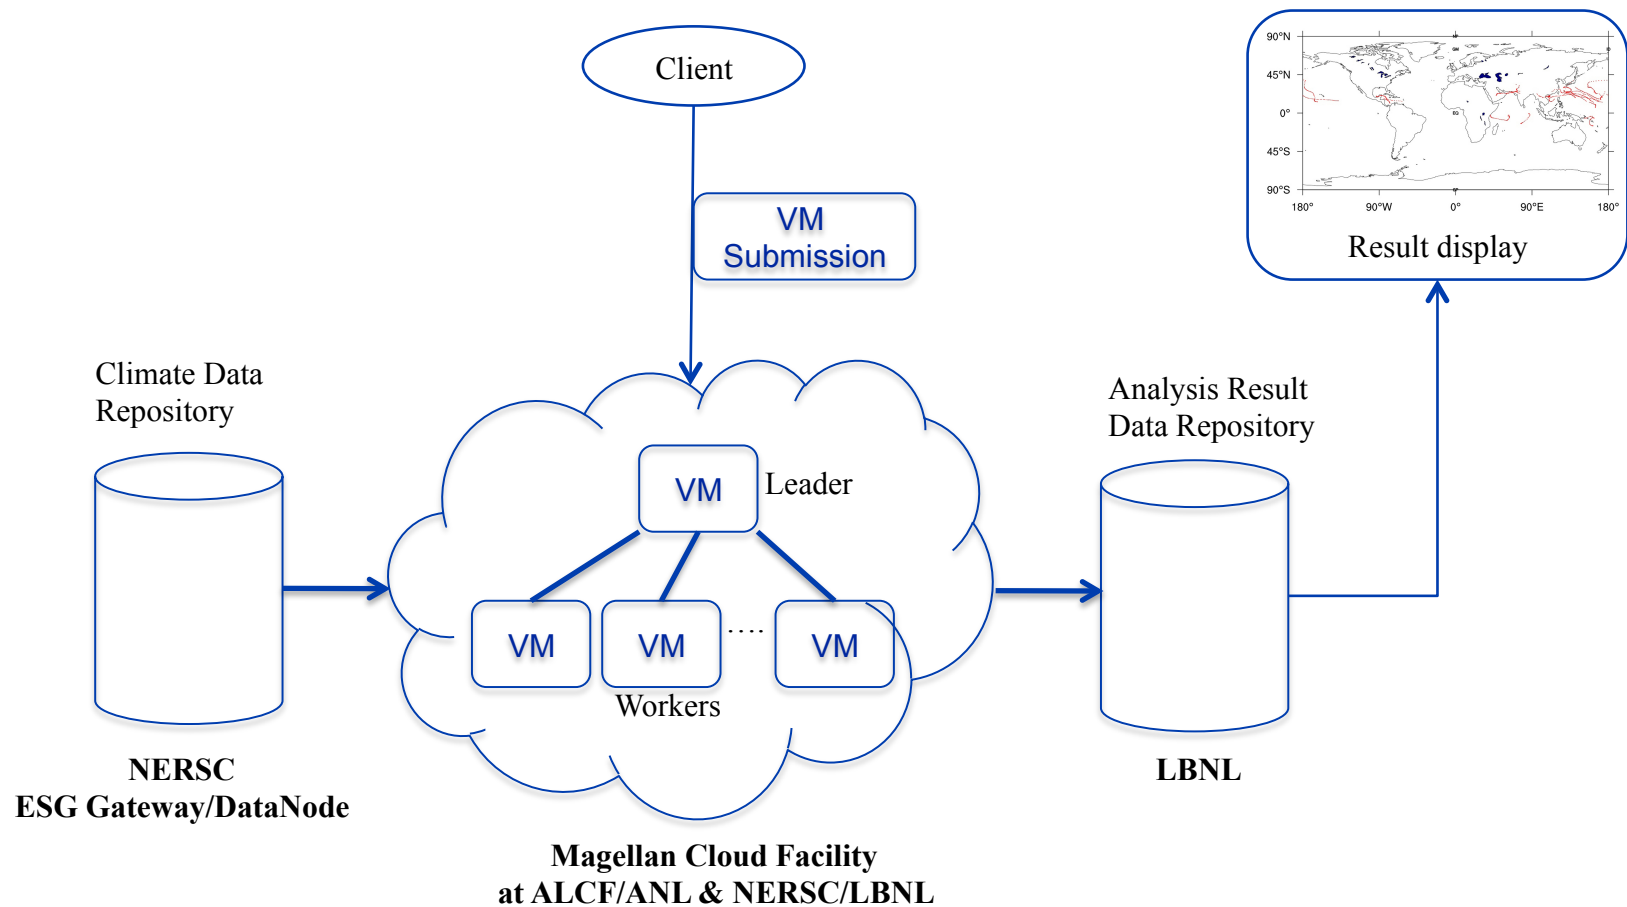 Client
VM
Submission
90°N
45°N
0°
45°S
90°S
180°
90°W
0°
90°E
180°
Result display
Climate Data
Repository
Analysis Result
Data Repository
VM
Leader
VM
VM
....
VM
Workers
NERSC
ESG Gateway/DataNode
LBNL
Magellan Cloud Facility
at ALCF/ANL & NERSC/LBNL